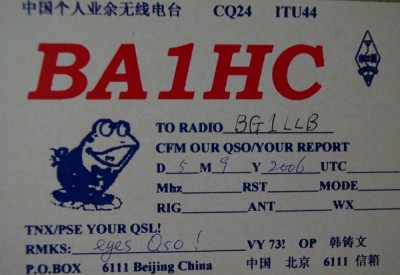 中国个人业余无线电台 CQ24 ITU44
BA1HC
TO RADIO BG1LLB
CFM OUR QSO/YOUR REPORT
D 5 M 9 Y 2006 UTC
Mhz RST MODE
RIG ANT WX
TNX/PSE YOUR QSL!
RMKS: eyes Qso! VY 73! OP 韩铸文
P.O.BOX 6111 Beijing China 中国 北京 6111 信箱